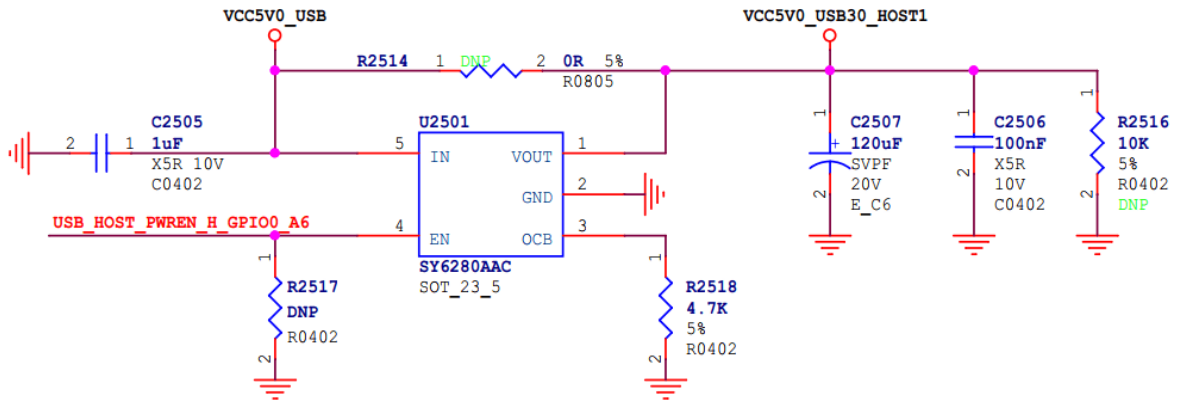 VCC5V0_USB
VCC5V0_USB30_HOST1
R2514 1 DNP 2 0R 5%
R0805
C2505
2 1 1uF
X5R 10V
C0402
U2501
5 IN VOUT 1
GND 2
4 EN OCB 3
SY6280AAC
SOT_23_5
USB_HOST_PWREN_H_GPIO0_A6
1
R2517
DNP
R0402
2
1
R2518
4.7K
5%
R0402
2
1
C2507
+ 120uF
SVPF
20V
E_C6
2
1
C2506
100nF
X5R
10V
C0402
2
1
R2516
10K
5%
R0402
DNP
2